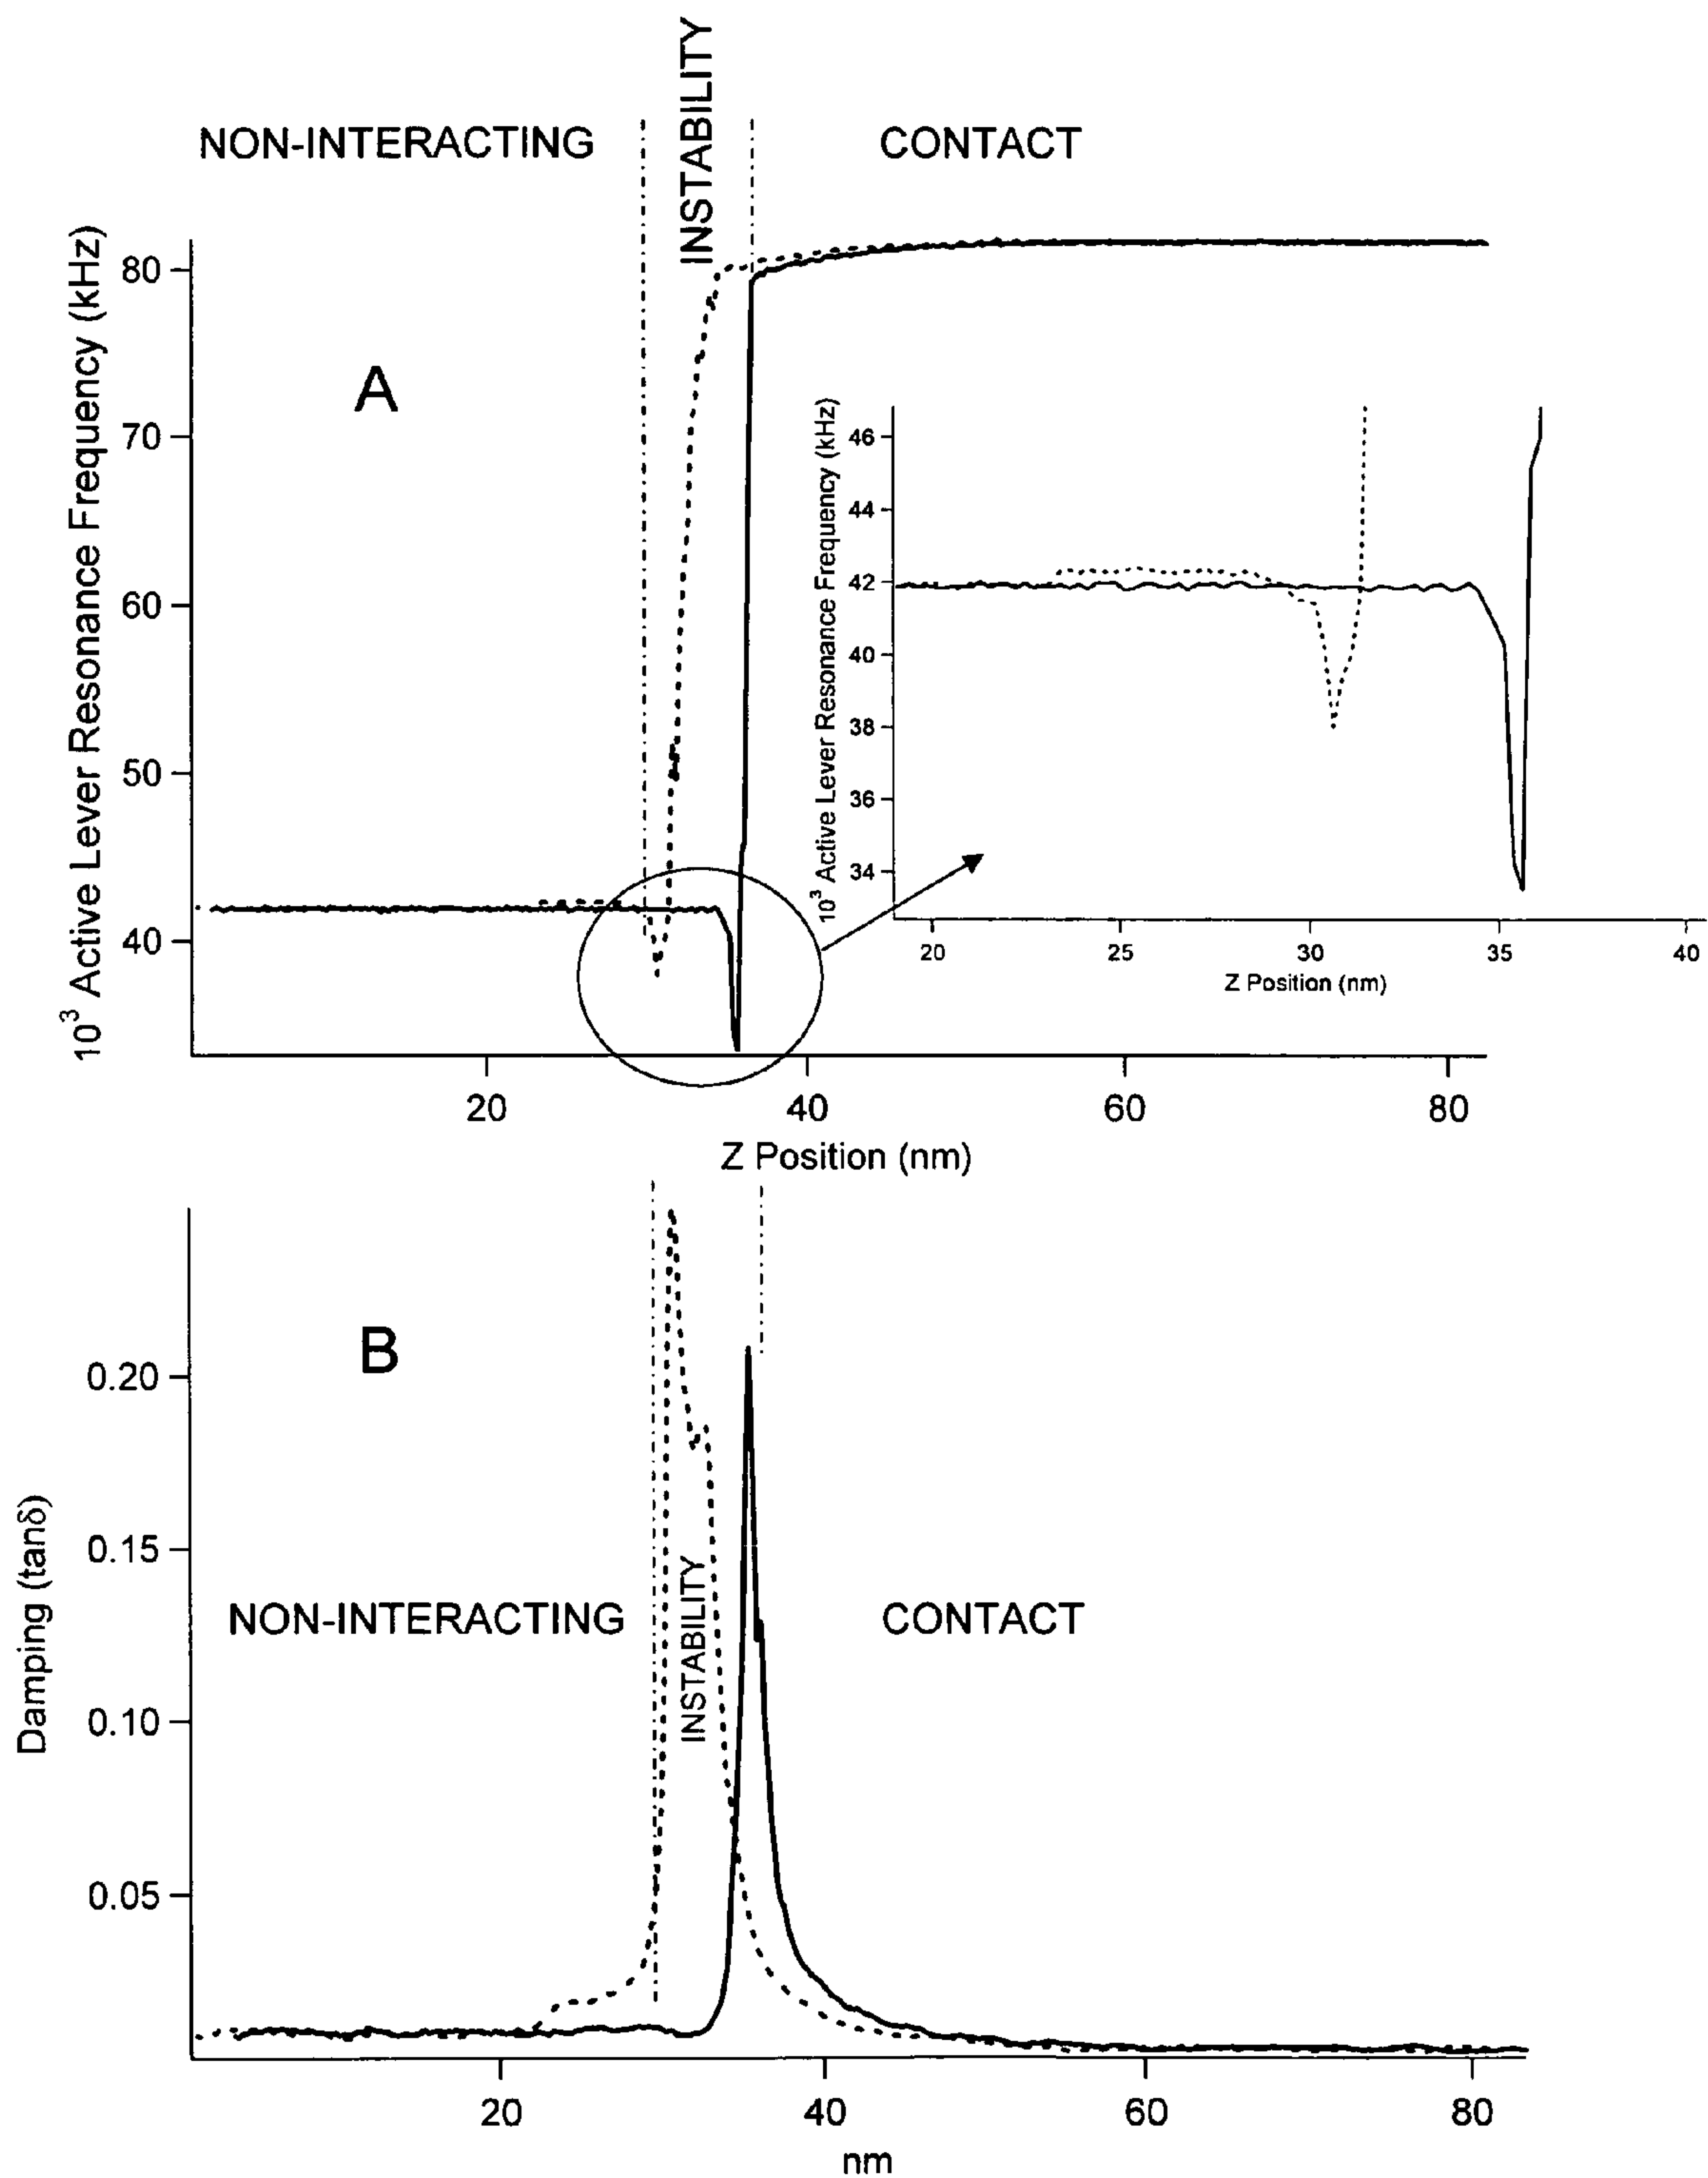 INSTABILITY
NON-INTERACTING
CONTACT
10³ Active Lever Resonance Frequency (kHz)
80
70
60
50
40
A
10³ Active Lever Resonance Frequency (kHz)
46
44
42
40
38
36
34
20 25 30 35 40
Z Position (nm)
20 40 60 80
Z Position (nm)
B
Damping (tanδ)
0.20
0.15
0.10
0.05
NON-INTERACTING
INSTABILITY
CONTACT
20 40 60 80
nm